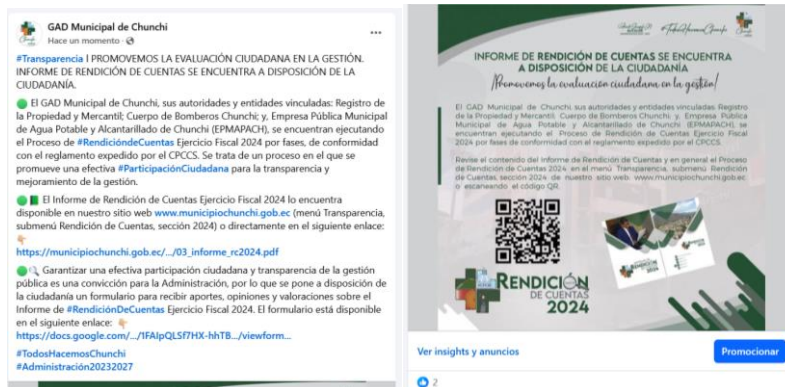 GAD Municipal de Chunchi
Hace un momento ·
#Transparencia I PROMOVEMOS LA EVALUACIÓN CIUDADANA EN LA GESTIÓN.
INFORME DE RENDICIÓN DE CUENTAS SE ENCUENTRA A DISPOSICIÓN DE LA
CIUDADANÍA.
El GAD Municipal de Chunchi, sus autoridades y entidades vinculadas: Registro de
la Propiedad y Mercantil; Cuerpo de Bomberos Chunchi; y, Empresa Pública Municipal
de Agua Potable y Alcantarillado de Chunchi (EPMAPACH), se encuentran ejecutando
el Proceso de #RendicióndeCuentas Ejercicio Fiscal 2024 por fases, de conformidad
con el reglamento expedido por el CPCCS. Se trata de un proceso en el que se
promueve una efectiva #ParticipaciónCiudadana para la transparencia y
mejoramiento de la gestión.
El Informe de Rendición de Cuentas Ejercicio Fiscal 2024 lo encuentra
disponible en nuestro sitio web www.municipiochunchi.gob.ec (menú Transparencia,
submenú Rendición de Cuentas, sección 2024) o directamente en el siguiente enlace:
https://municipiochunchi.gob.ec/.../03_informe_rc2024.pdf
Garantizar una efectiva participación ciudadana y transparencia de la gestión
pública es una convicción para la Administración, por lo que se pone a disposición de
la ciudadanía un formulario para recibir aportes, opiniones y valoraciones sobre el
Informe de #RendiciónDeCuentas Ejercicio Fiscal 2024. El formulario está disponible
en el siguiente enlace:
https://docs.google.com/.../1FAIpQLSf7HX-hhTB.../viewform...
#TodosHacemosChunchi
#Administración20232027
#TodosHacemosChunchi
INFORME DE RENDICIÓN DE CUENTAS SE ENCUENTRA
A DISPOSICIÓN DE LA CIUDADANÍA
¡Promovemos la evaluación ciudadana en la gestión!
El GAD Municipal de Chunchi, sus autoridades y entidades vinculadas: Registro
de la Propiedad y Mercantil; Cuerpo de Bomberos Chunchi; y, Empresa Pública
Municipal de Agua Potable y Alcantarillado de Chunchi (EPMAPACH), se
encuentran ejecutando el Proceso de Rendición de Cuentas Ejercicio Fiscal
2024 por fases de conformidad con el reglamento expedido por el CPCCS.
Revise el contenido del Informe de Rendición de Cuentas y en general el Proceso
de Rendición de Cuentas 2024 en el menú Transparencia, submenú Rendición
de Cuentas, sección 2024 de nuestro sitio web: www.municipiochunchi.gob.ec
o escaneando el código QR.
RENDICIÓN
DE CUENTAS
2024
Ver insights y anuncios
Promocionar
2